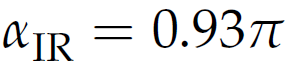 α_IR = 0.93π